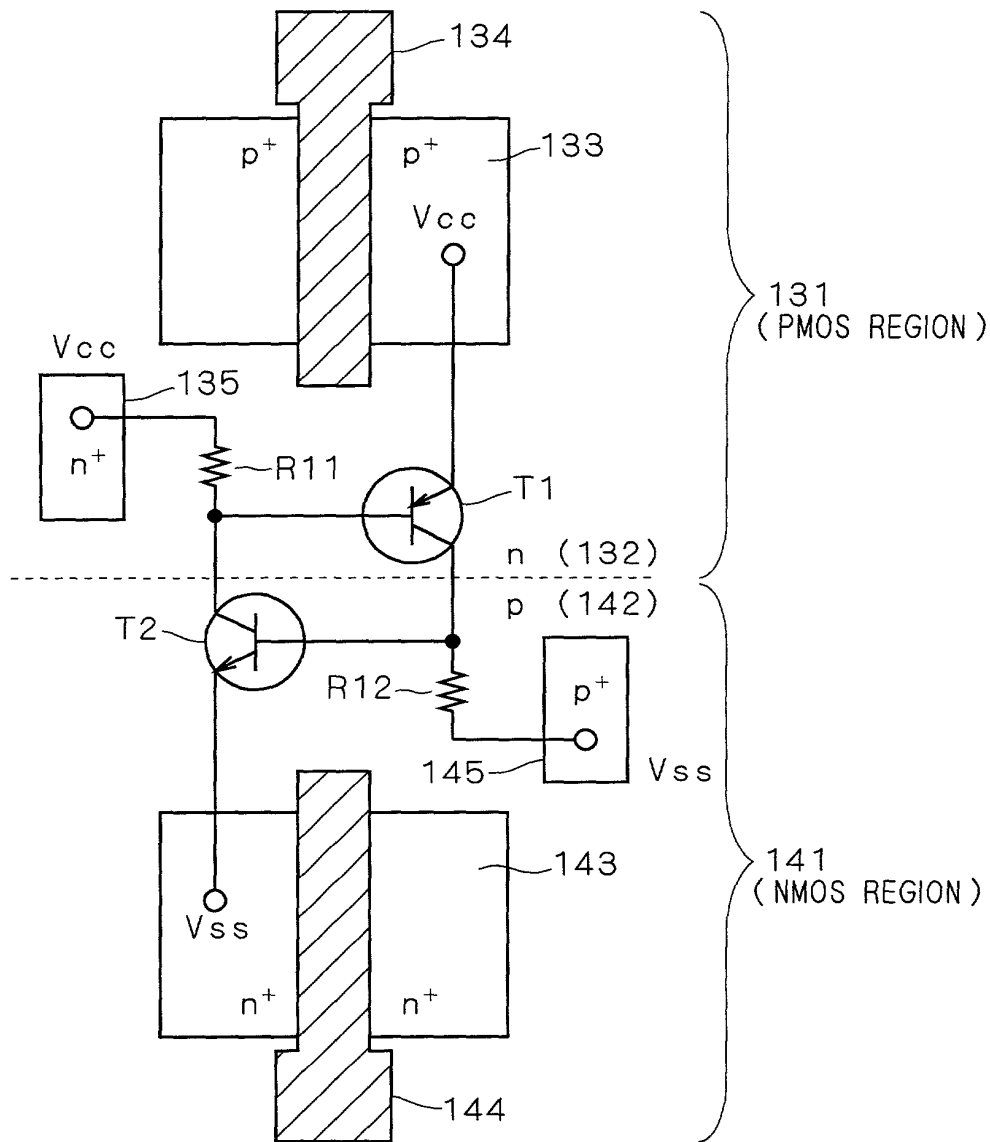 134
p+ p+
133
Vcc
131
(PMOS REGION)
Vcc
135
n+
R11
T1
n (132)
p (142)
T2
R12
p+
145
Vss
143
141
(NMOS REGION)
Vss
n+ n+
144